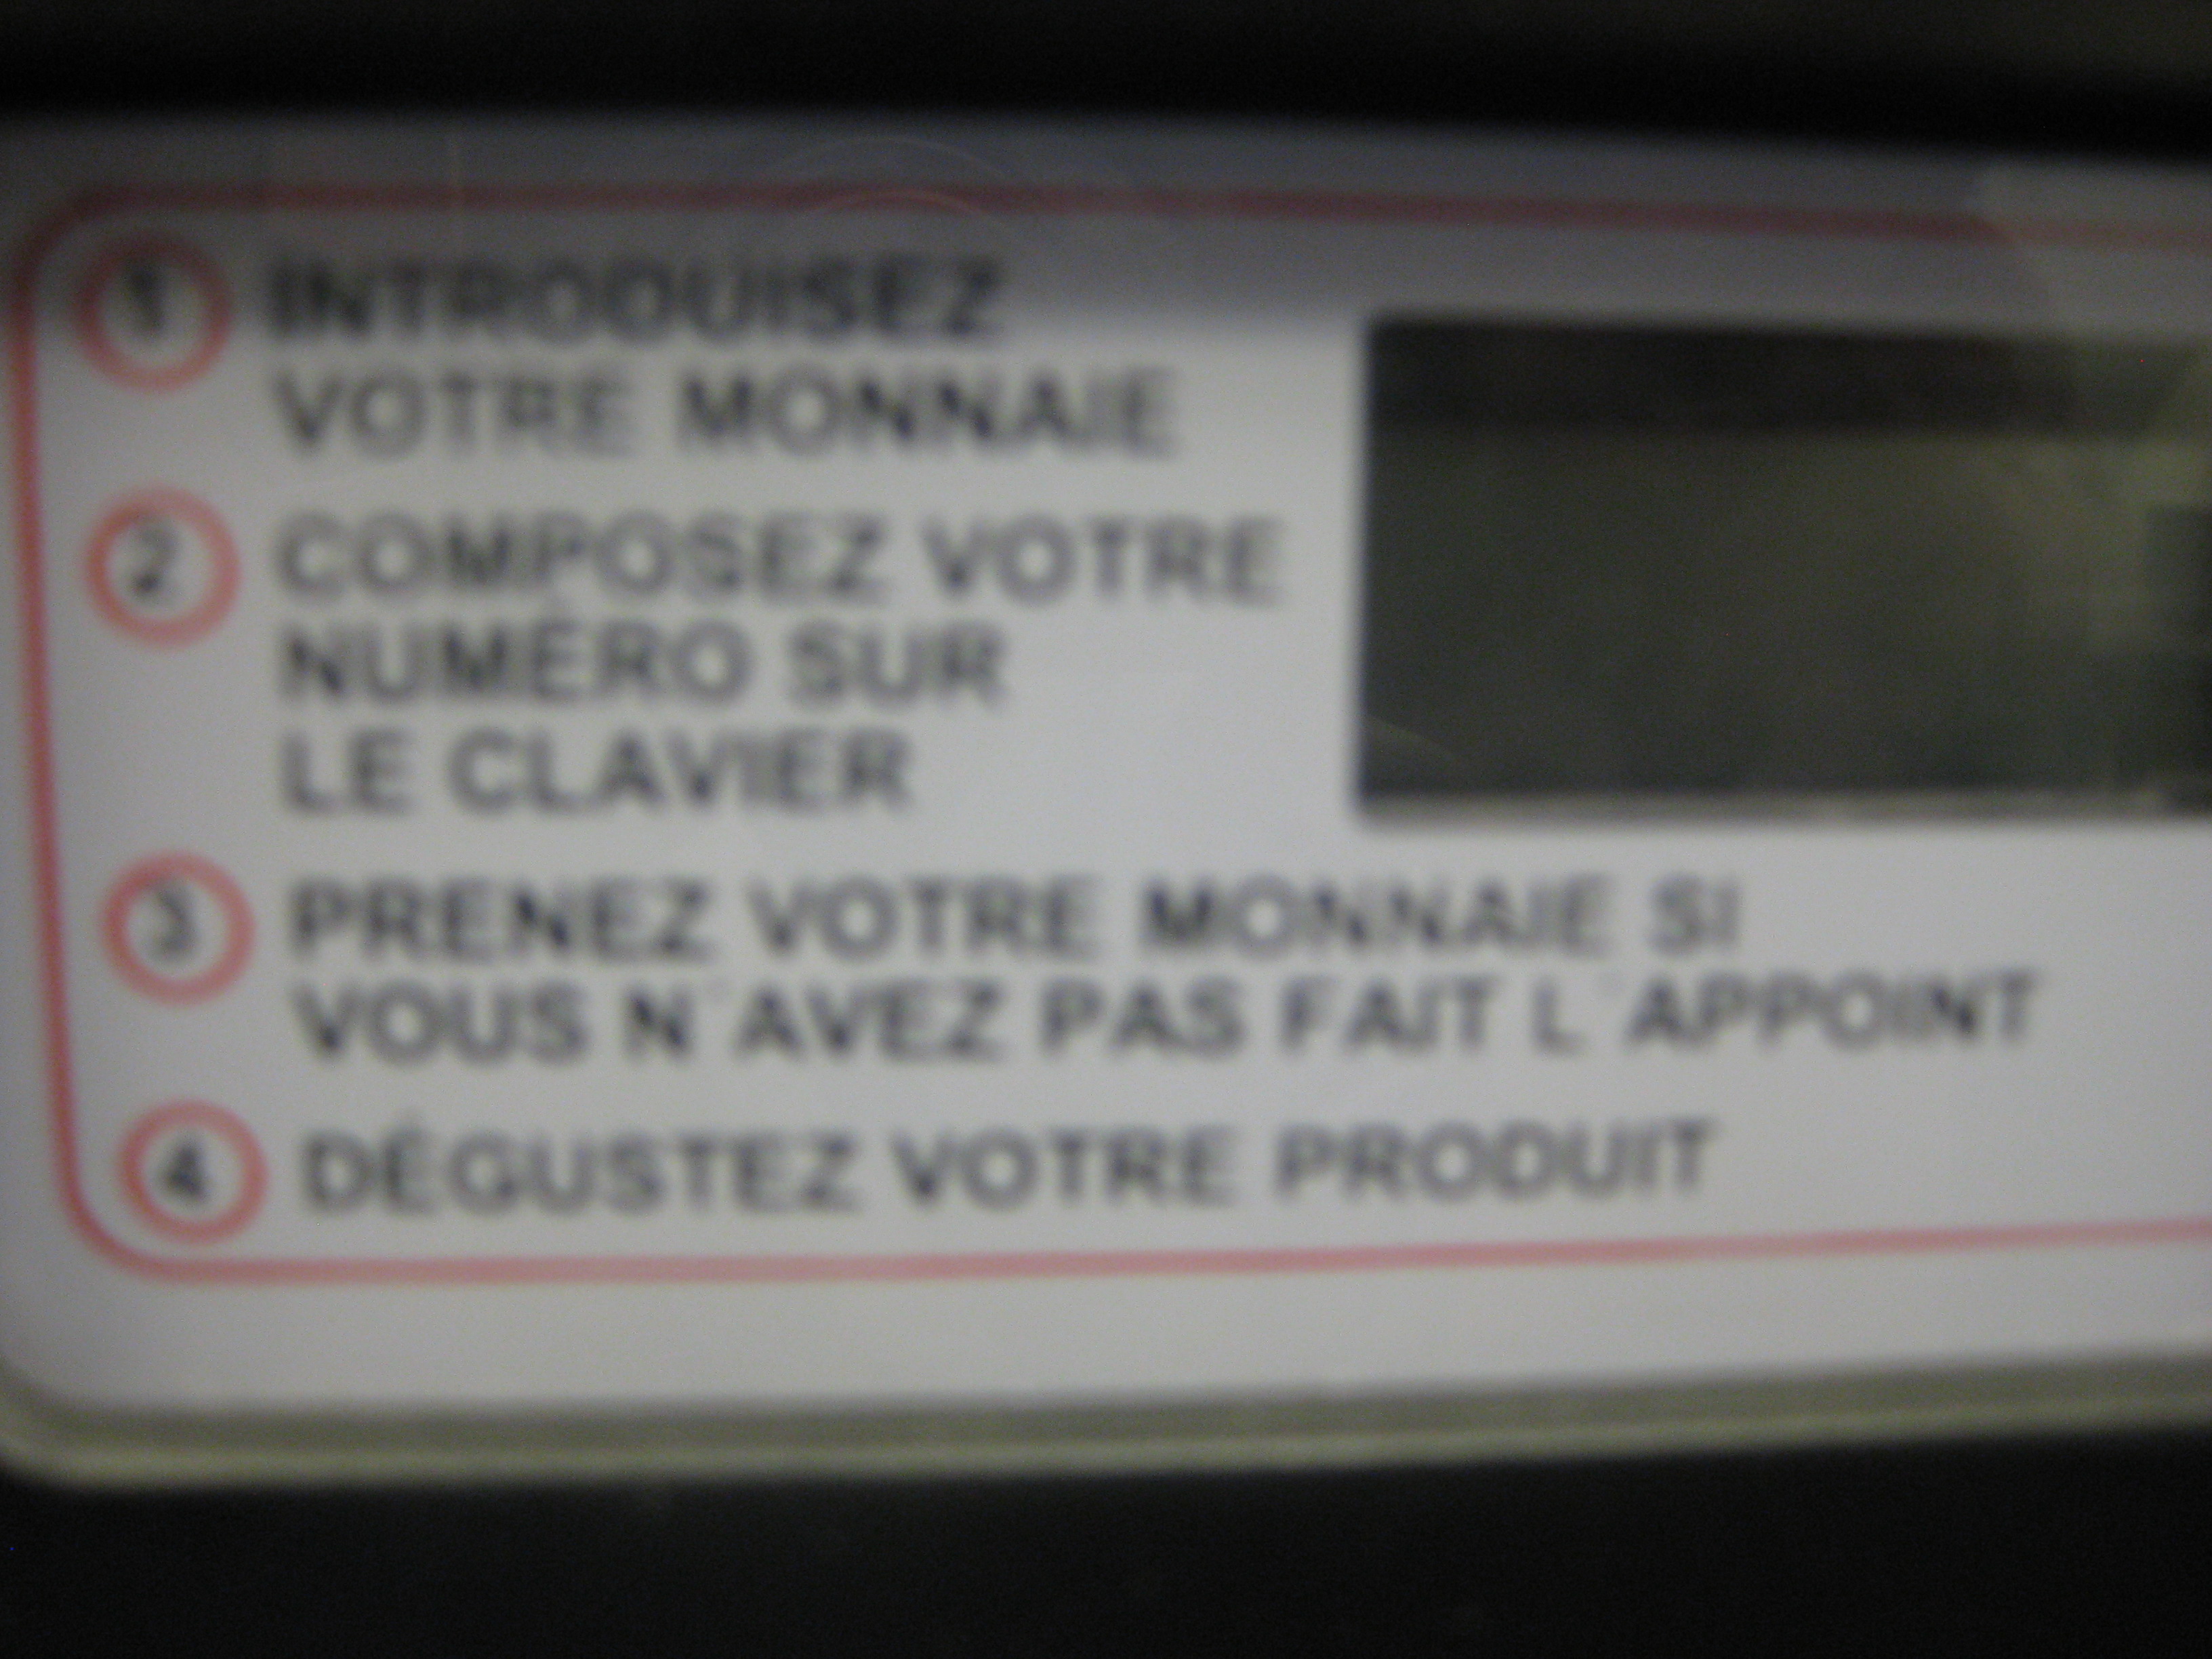 1 INTRODUISEZ
VOTRE MONNAIE
2 COMPOSEZ VOTRE
NUMÉRO SUR
LE CLAVIER
3 PRENEZ VOTRE MONNAIE SI
VOUS N'AVEZ PAS FAIT L'APPOINT
4 DÉGUSTEZ VOTRE PRODUIT